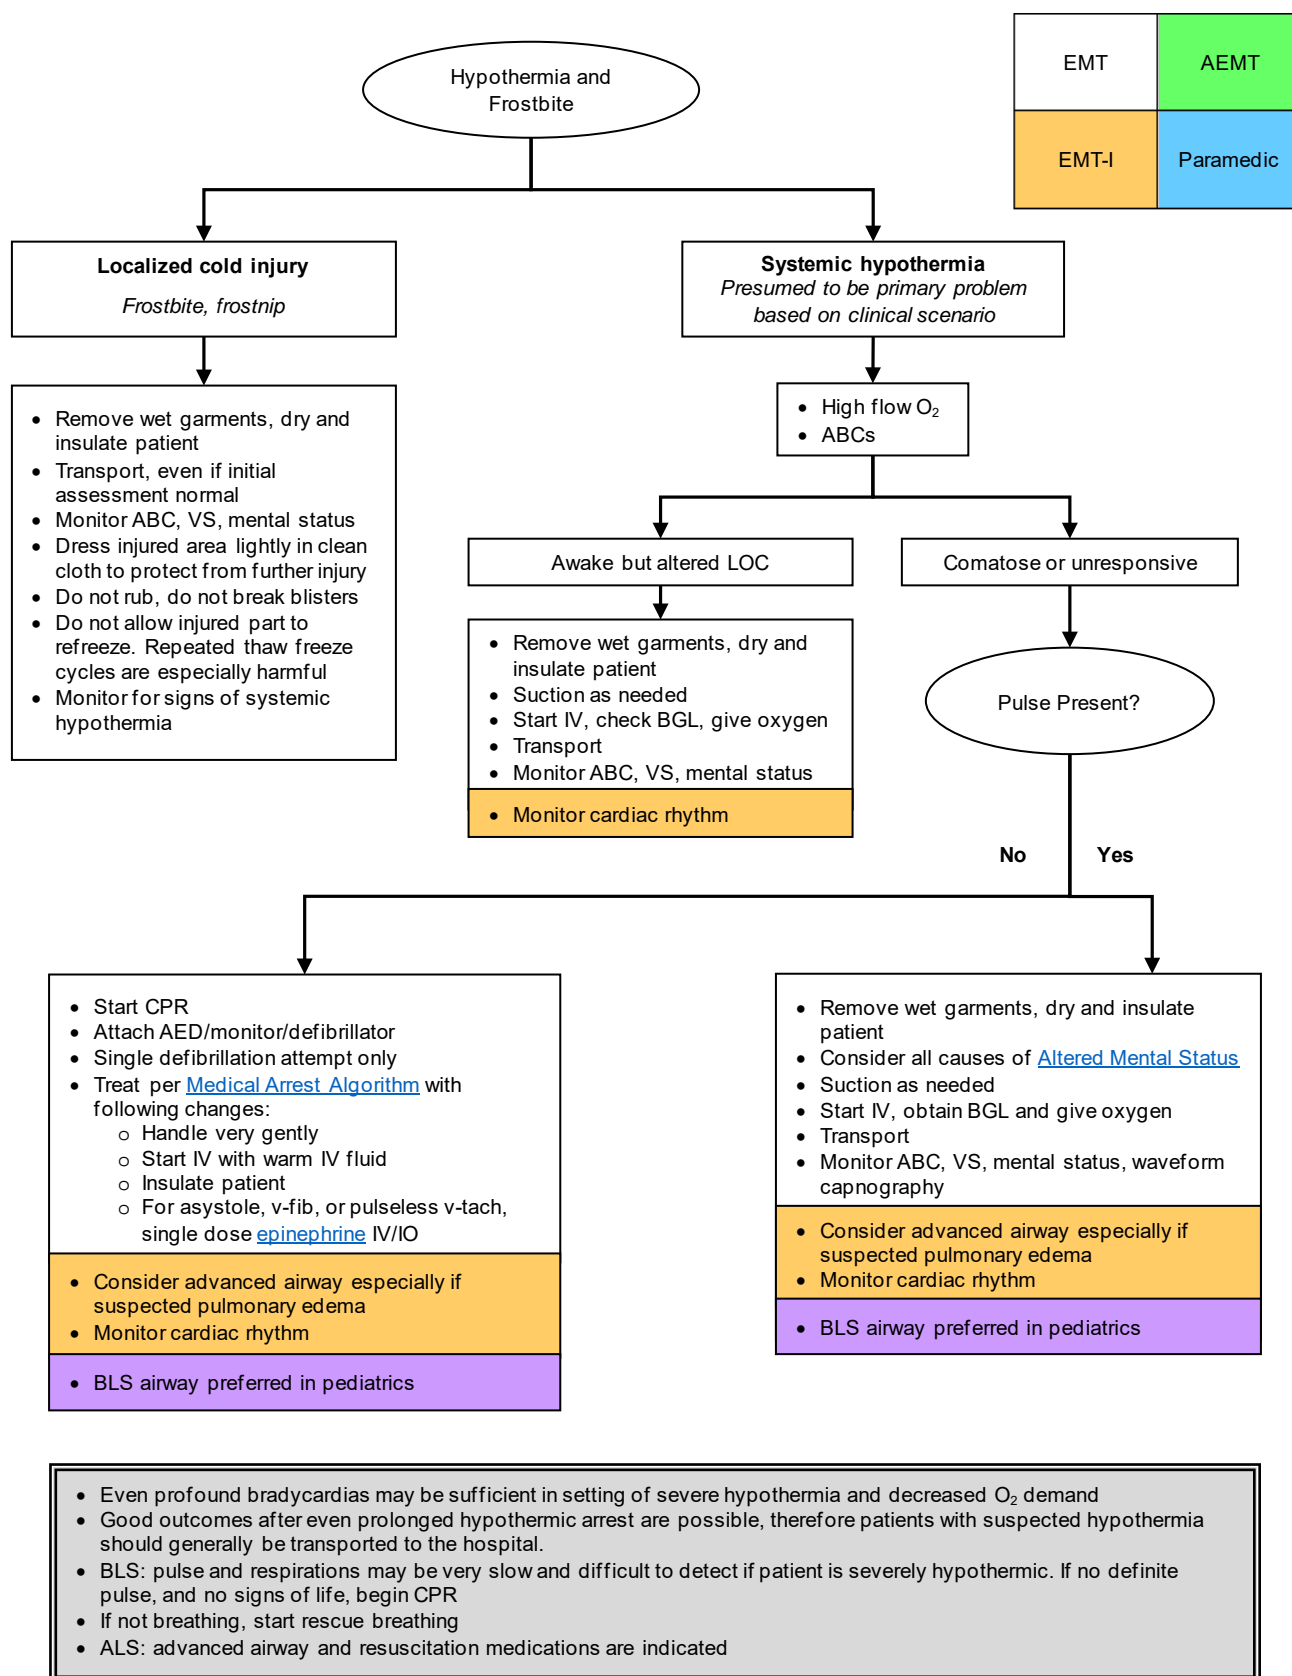 Hypothermia and
Frostbite
EMT
AEMT
EMT-I
Paramedic
Localized cold injury
Frostbite, frostnip
Systemic hypothermia
Presumed to be primary problem
based on clinical scenario
• Remove wet garments, dry and
insulate patient
• Transport, even if initial
assessment normal
• Monitor ABC, VS, mental status
• Dress injured area lightly in clean
cloth to protect from further injury
• Do not rub, do not break blisters
• Do not allow injured part to
refreeze. Repeated thaw freeze
cycles are especially harmful
• Monitor for signs of systemic
hypothermia
• High flow O₂
• ABCs
Awake but altered LOC
Comatose or unresponsive
• Remove wet garments, dry and
insulate patient
• Suction as needed
• Start IV, check BGL, give oxygen
• Transport
• Monitor ABC, VS, mental status
• Monitor cardiac rhythm
Pulse Present?
No
Yes
• Start CPR
• Attach AED/monitor/defibrillator
• Single defibrillation attempt only
• Treat per Medical Arrest Algorithm with
following changes:
o Handle very gently
o Start IV with warm IV fluid
o Insulate patient
o For asystole, v-fib, or pulseless v-tach,
single dose epinephrine IV/IO
• Consider advanced airway especially if
suspected pulmonary edema
• Monitor cardiac rhythm
• BLS airway preferred in pediatrics
• Remove wet garments, dry and insulate
patient
• Consider all causes of Altered Mental Status
• Suction as needed
• Start IV, obtain BGL and give oxygen
• Transport
• Monitor ABC, VS, mental status, waveform
capnography
• Consider advanced airway especially if
suspected pulmonary edema
• Monitor cardiac rhythm
• BLS airway preferred in pediatrics
• Even profound bradycardias may be sufficient in setting of severe hypothermia and decreased O₂ demand
• Good outcomes after even prolonged hypothermic arrest are possible, therefore patients with suspected hypothermia
should generally be transported to the hospital.
• BLS: pulse and respirations may be very slow and difficult to detect if patient is severely hypothermic. If no definite
pulse, and no signs of life, begin CPR
• If not breathing, start rescue breathing
• ALS: advanced airway and resuscitation medications are indicated